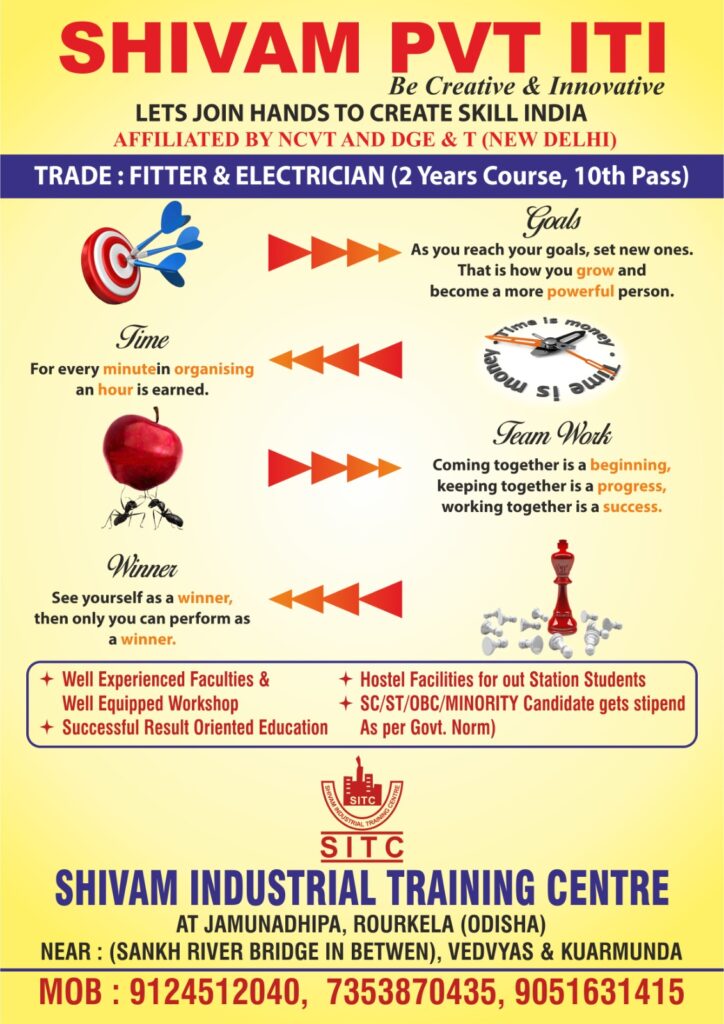 SHIVAM PVT ITI
Be Creative & Innovative
LETS JOIN HANDS TO CREATE SKILL INDIA
AFFILIATED BY NCVT AND DGE & T (NEW DELHI)
TRADE : FITTER & ELECTRICIAN (2 Years Course, 10th Pass)
Goals
As you reach your goals, set new ones.
That is how you grow and
become a more powerful person.
Time
For every minutein organising
an hour is earned.
Time is money • Time is money •
Team Work
Coming together is a beginning,
keeping together is a progress,
working together is a success.
Winner
See yourself as a winner,
then only you can perform as
a winner.
Well Experienced Faculties &
Well Equipped Workshop
Successful Result Oriented Education
Hostel Facilities for out Station Students
SC/ST/OBC/MINORITY Candidate gets stipend
As per Govt. Norm)
SITC
SHIVAM INDUSTRIAL TRAINING CENTRE
SITC
SHIVAM INDUSTRIAL TRAINING CENTRE
AT JAMUNADHIPA, ROURKELA (ODISHA)
NEAR : (SANKH RIVER BRIDGE IN BETWEN), VEDVYAS & KUARMUNDA
MOB : 9124512040, 7353870435, 9051631415